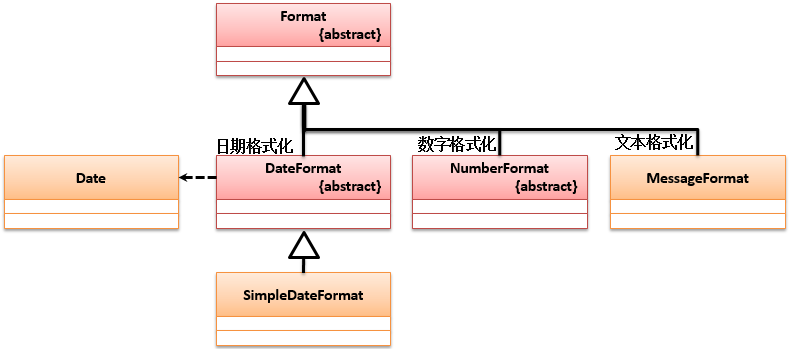 Format
{abstract}
日期格式化
数字格式化
文本格式化
Date
DateFormat
{abstract}
NumberFormat
{abstract}
MessageFormat
SimpleDateFormat